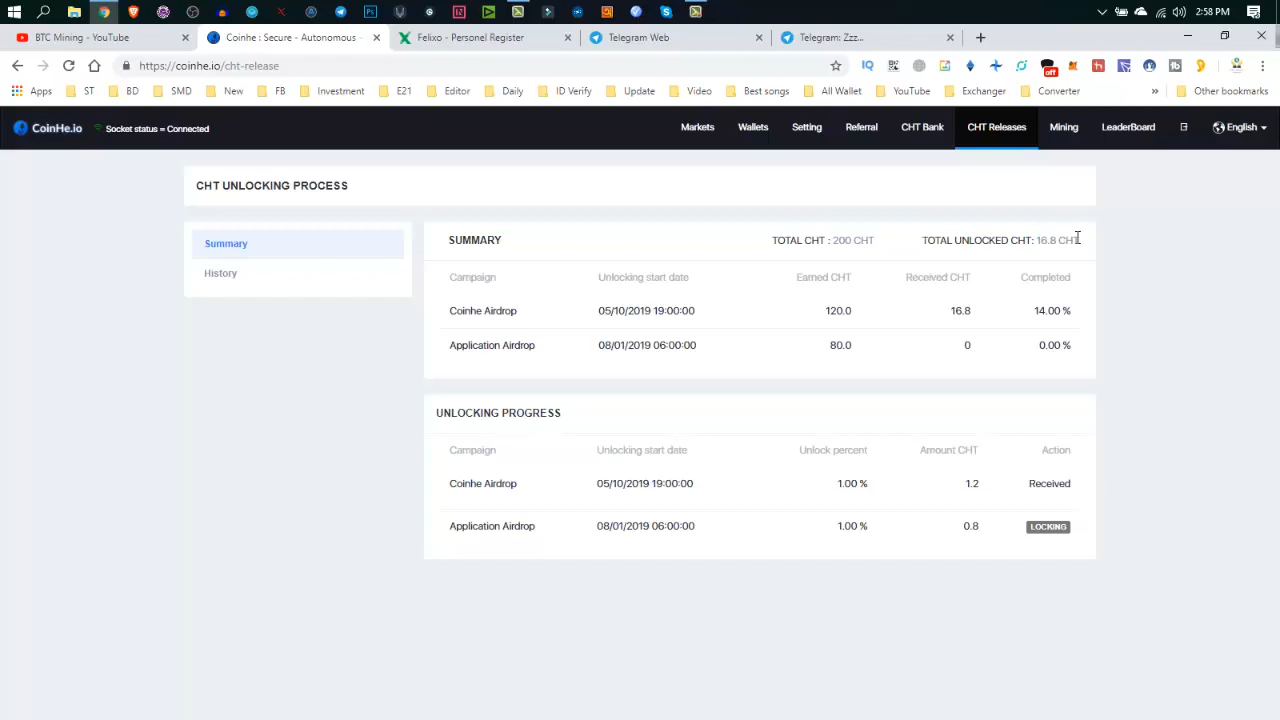 2:58 PM
BTC Mining - YouTube
Coinhe : Secure - Autonomous -
Felixo - Personel Register
Telegram Web
Telegram: Zzz...
https://coinhe.io/cht-release
off
Apps ST BD SMD New FB Investment E21 Editor Daily ID Verify Update Video Best songs All Wallet YouTube Exchanger Converter » Other bookmarks
CoinHe.io Socket status = Connected Markets Wallets Setting Referral CHT Bank CHT Releases Mining LeaderBoard English
CHT UNLOCKING PROCESS
Summary
History
SUMMARY TOTAL CHT : 200 CHT TOTAL UNLOCKED CHT: 16.8 CHT
Campaign Unlocking start date Earned CHT Received CHT Completed
Coinhe Airdrop 05/10/2019 19:00:00 120.0 16.8 14.00 %
Application Airdrop 08/01/2019 06:00:00 80.0 0 0.00 %
UNLOCKING PROGRESS
Campaign Unlocking start date Unlock percent Amount CHT Action
Coinhe Airdrop 05/10/2019 19:00:00 1.00 % 1.2 Received
Application Airdrop 08/01/2019 06:00:00 1.00 % 0.8 LOCKING